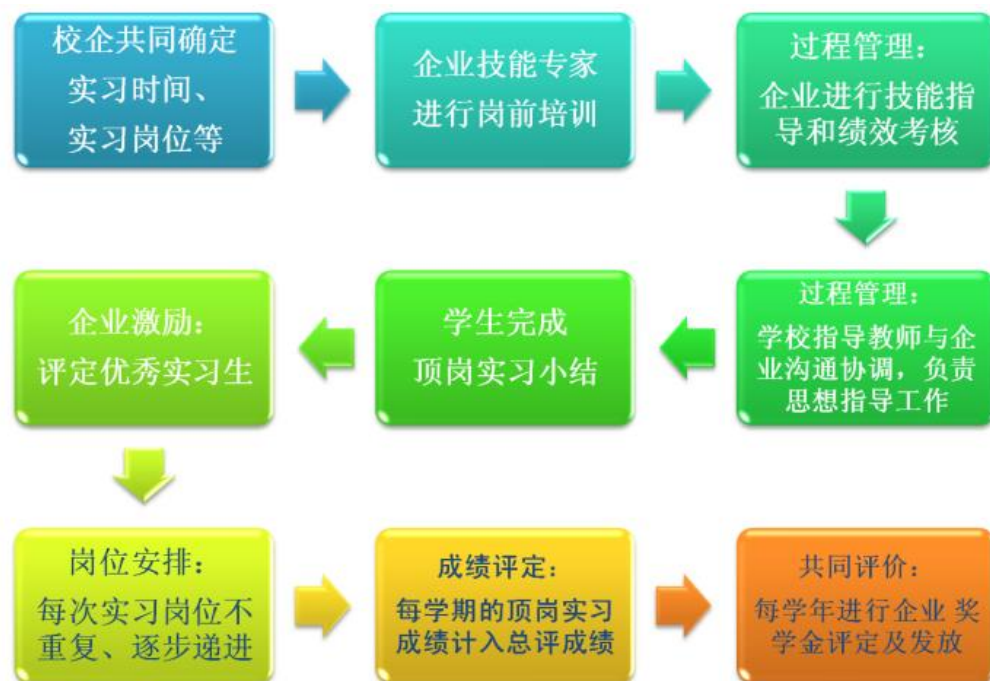 校企共同确定
实习时间、
实习岗位等
企业技能专家
进行岗前培训
过程管理：
企业进行技能指
导和绩效考核
过程管理：
学校指导教师与企
业沟通协调，负责
思想指导工作
学生完成
顶岗实习小结
企业激励：
评定优秀实习生
岗位安排：
每次实习岗位不
重复、逐步递进
成绩评定：
每学期的顶岗实习
成绩计入总评成绩
共同评价：
每学年进行企业 奖
学金评定及发放